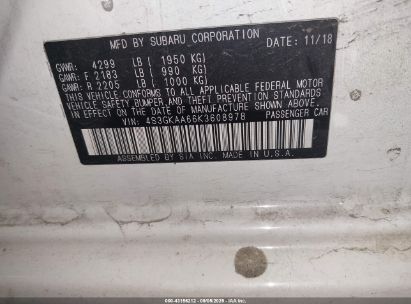 MFD BY SUBARU CORPORATION DATE 11/18
GVWR: 4299 LB ( 1950 KG)
GAWR: F 2183 LB ( 990 KG)
GAWR: R 2205 LB ( 1000 KG)
THIS VEHICLE CONFORMS TO ALL APPLICABLE FEDERAL MOTOR
VEHICLE SAFETY, BUMPER, AND THEFT PREVENTION STANDARDS
IN EFFECT ON THE DATE OF MANUFACTURE SHOWN ABOVE.
VIN: 4S3GKAA66K3608978 PASSENGER CAR
ASSEMBLED BY SIA INC. MADE IN U.S.A.